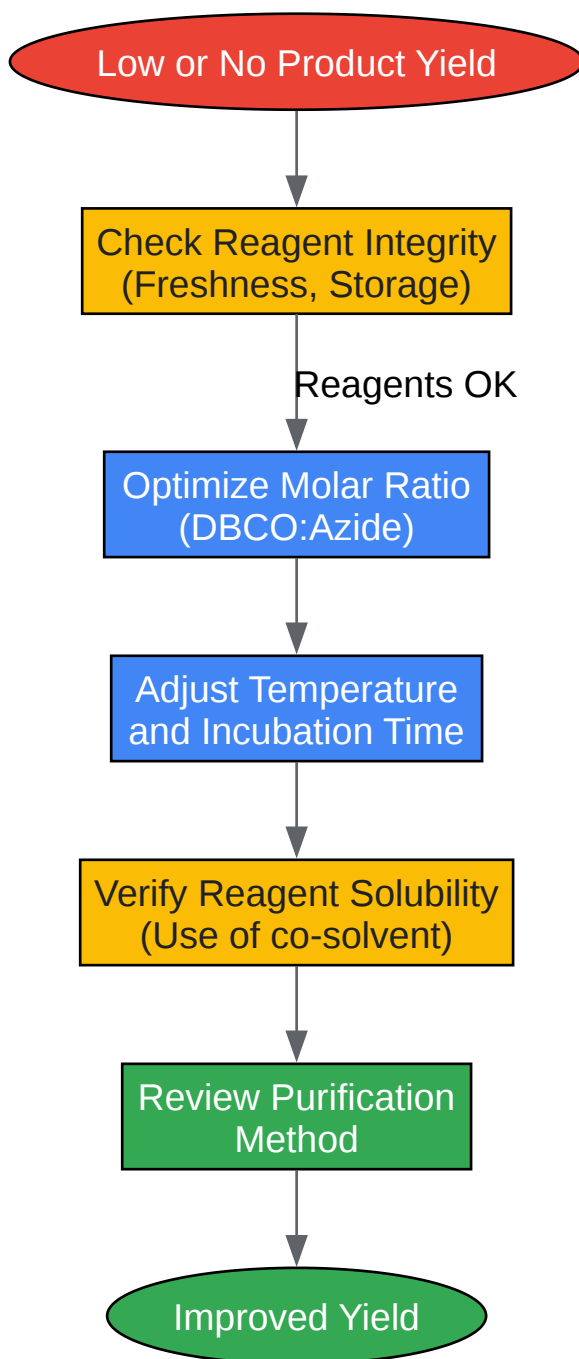 Low or No Product Yield
Check Reagent Integrity
(Freshness, Storage)
Reagents OK
Optimize Molar Ratio
(DBCO:Azide)
Adjust Temperature
and Incubation Time
Verify Reagent Solubility
(Use of co-solvent)
Review Purification
Method
Improved Yield